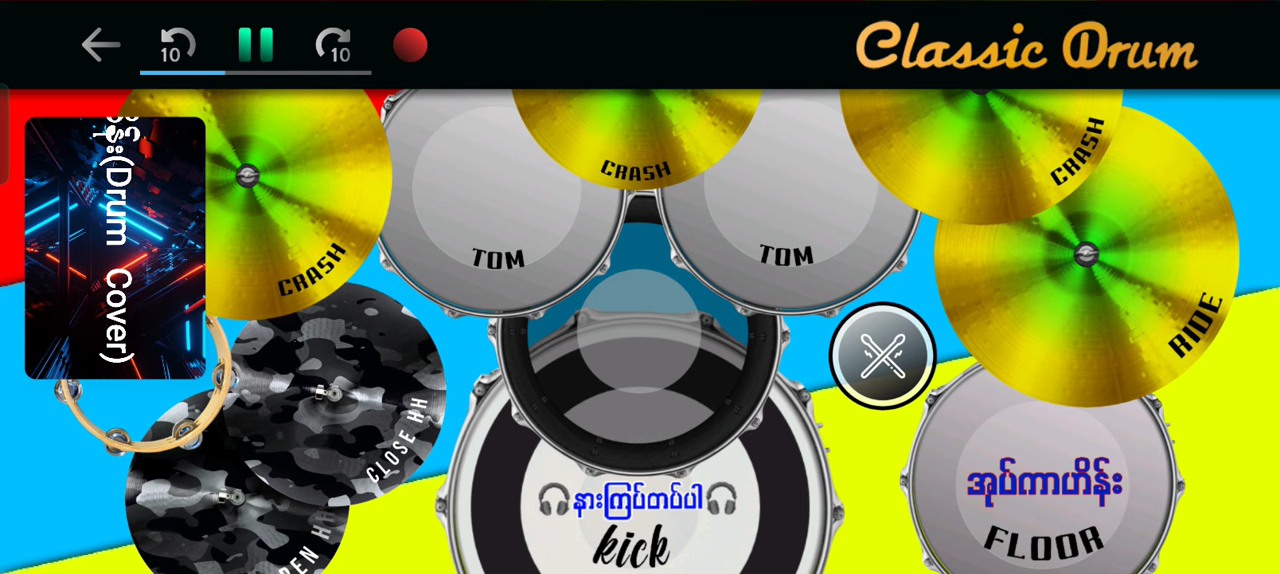 10
10
Classic Drum
(Drum Cover)
CRASH
TOM
CRASH
TOM
CRASH
RIDE
CLOSE HH
🎧နားကြပ်တပ်ပါ🎧
kick
အုပ်ကာဟိန်း
FLOOR